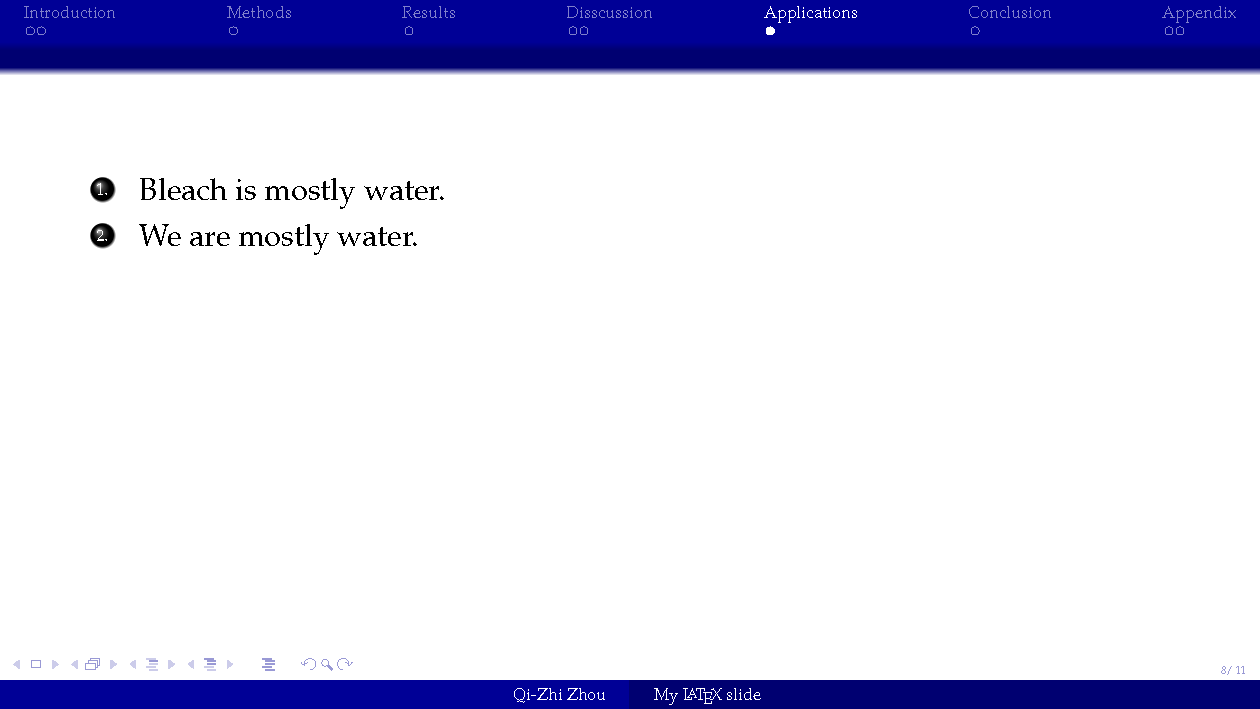 Introduction Methods Results Disscussion Applications Conclusion Appendix
1. Bleach is mostly water.
2. We are mostly water.
8/11
Qi-Zhi Zhou My LATEX slide